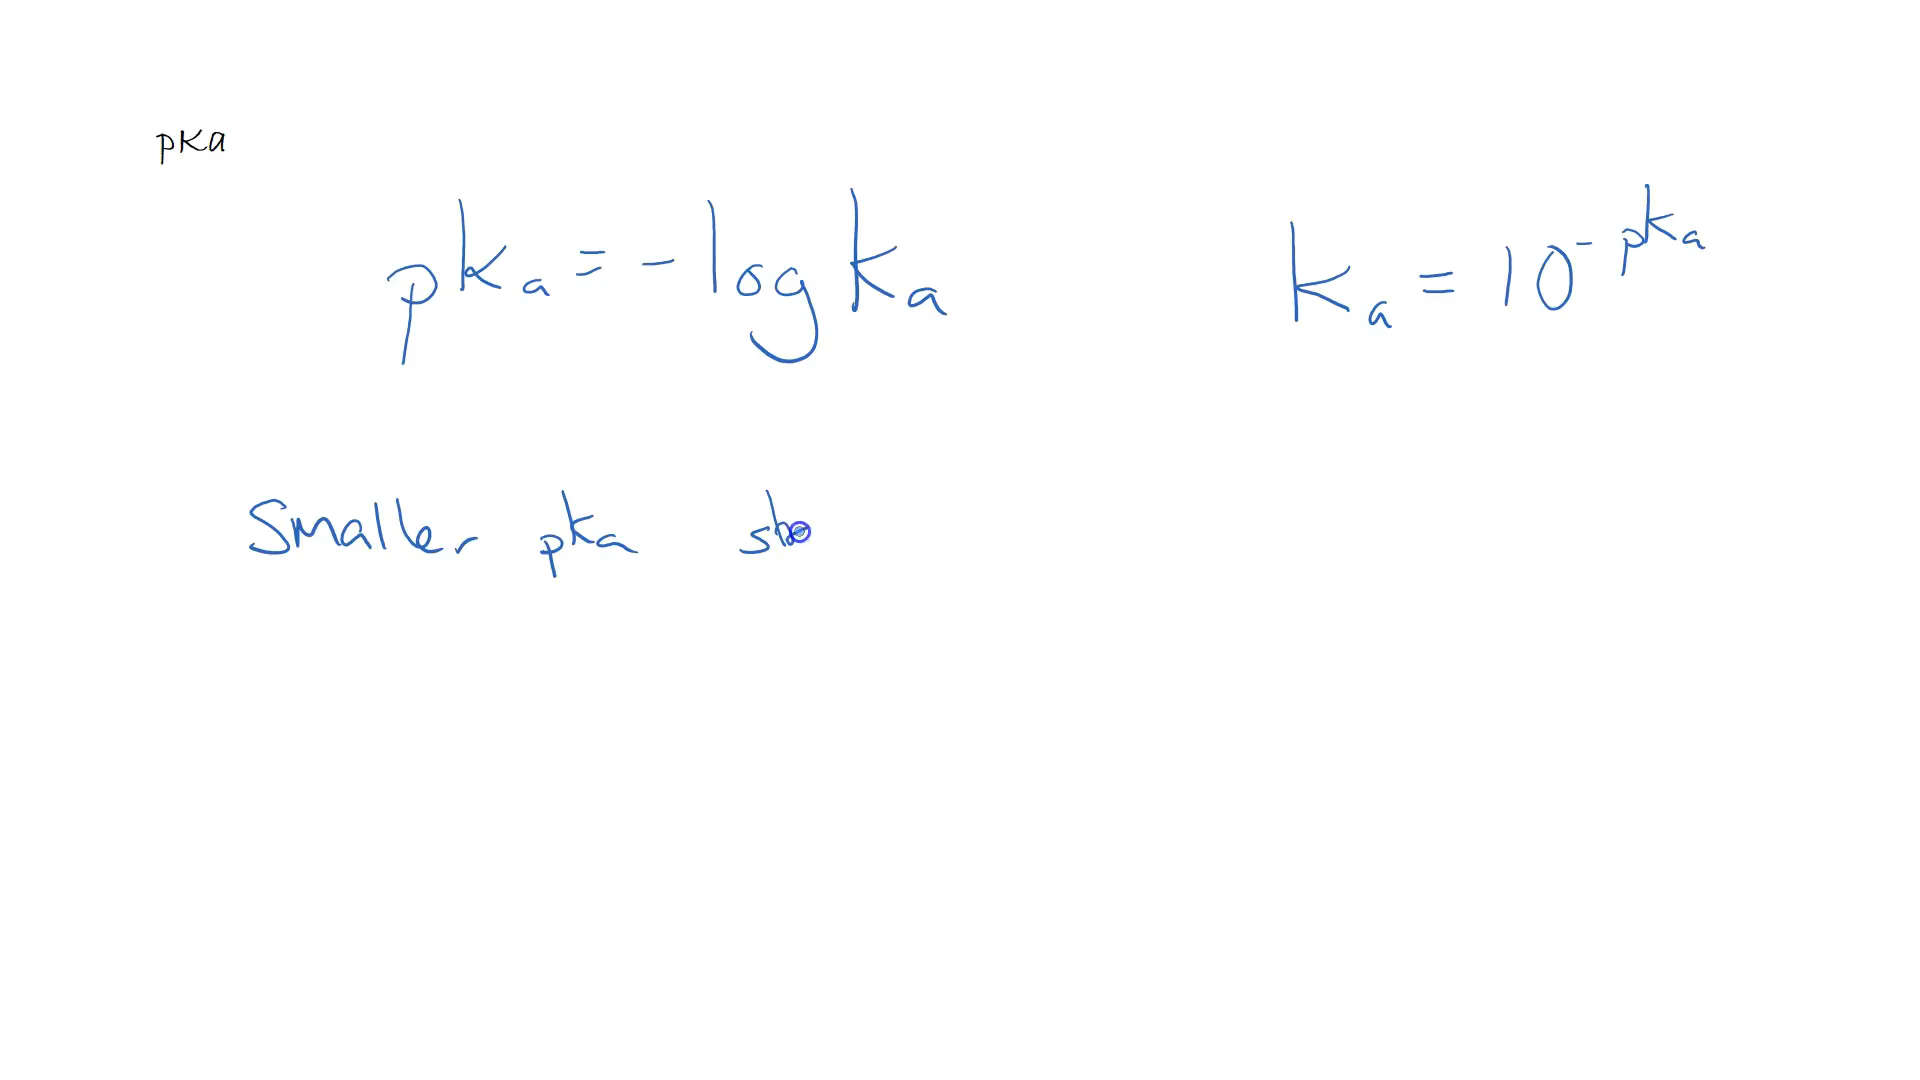 pKa
pKa = -log Ka
Ka = 10^-pKa
Smaller pKa